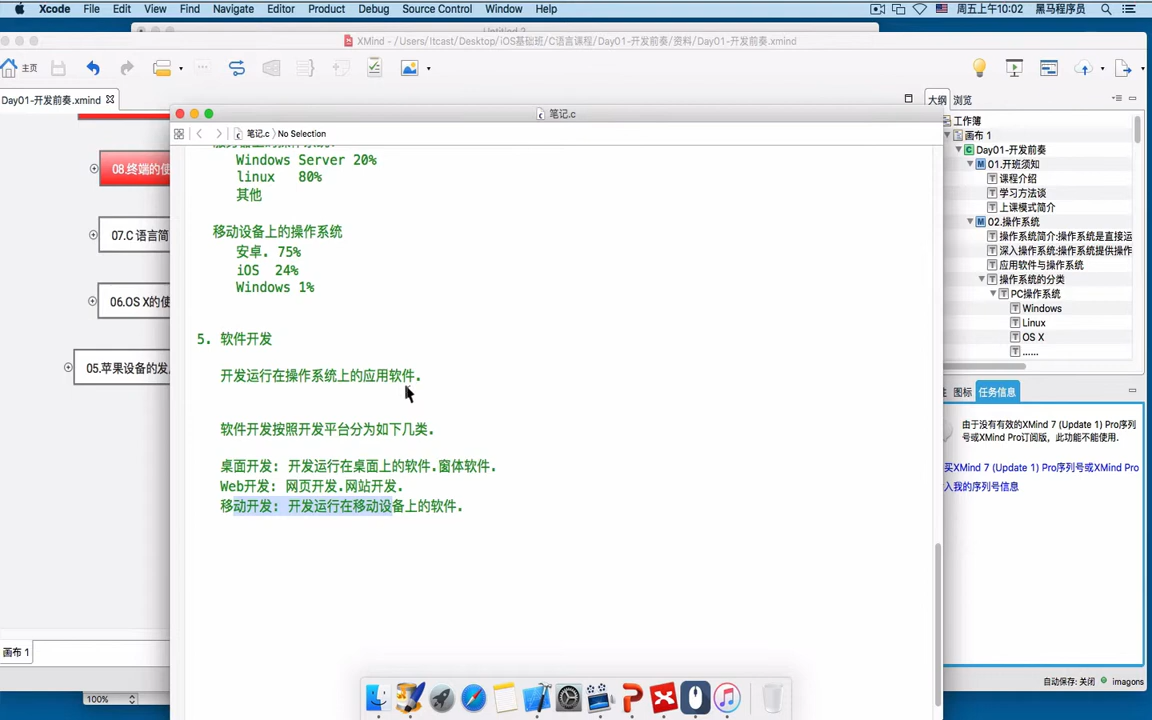 Xcode File Edit View Find Navigate Editor Product Debug Source Control Window Help 周五上午10:02 黑马程序员
XMind - /Users/Itcast/Desktop/iOS基础班/C语言课程/Day01-开发前奏/资料/Day01-开发前奏.xmind
主页
Day01-开发前奏.xmind
大纲 浏览
08.终端的使
07.C 语言简
06.OS X的使
05.苹果设备的发
画布 1
100%
笔记.c
笔记.c No Selection
服务器上的操作系统.
Windows Server 20%
linux 80%
其他
移动设备上的操作系统
安卓. 75%
iOS 24%
Windows 1%
5. 软件开发
开发运行在操作系统上的应用软件.
软件开发按照开发平台分为如下几类.
桌面开发: 开发运行在桌面上的软件.窗体软件.
Web开发: 网页开发.网站开发.
移动开发: 开发运行在移动设备上的软件.
工作簿
画布 1
Day01-开发前奏
01.开班须知
课程介绍
学习方法谈
上课模式简介
02.操作系统
操作系统简介:操作系统是直接运
深入操作系统:操作系统提供操作
应用软件与操作系统
操作系统的分类
PC操作系统
Windows
Linux
OS X
......
图标 任务信息
由于没有有效的XMind 7 (Update 1) Pro序列
号或XMind Pro订阅版，此功能不能使用.
买XMind 7 (Update 1) Pro序列号或XMind Pro
入我的序列号信息
自动保存: 关闭 imagons